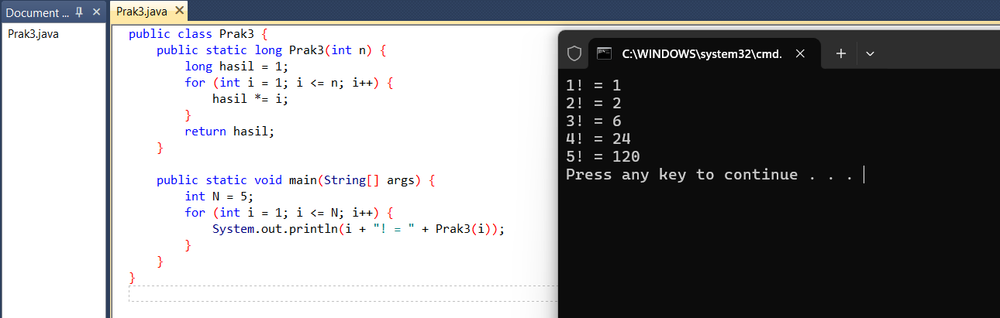 Document ...
Prak3.java
Prak3.java
public class Prak3 {
    public static long Prak3(int n) {
        long hasil = 1;
        for (int i = 1; i <= n; i++) {
            hasil *= i;
        }
        return hasil;
    }

    public static void main(String[] args) {
        int N = 5;
        for (int i = 1; i <= N; i++) {
            System.out.println(i + "! = " + Prak3(i));
        }
    }
}
C:\WINDOWS\system32\cmd.
1! = 1
2! = 2
3! = 6
4! = 24
5! = 120
Press any key to continue . . .